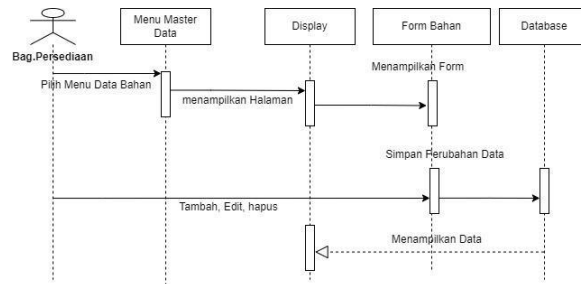 Menu Master
Data
Display
Form Bahan
Database
Bag.Persediaan
Menampilkan Form
Pilih Menu Data Bahan
menampilkan Halaman
Simpan Perubahan Data
Tambah, Edit, hapus
Menampilkan Data